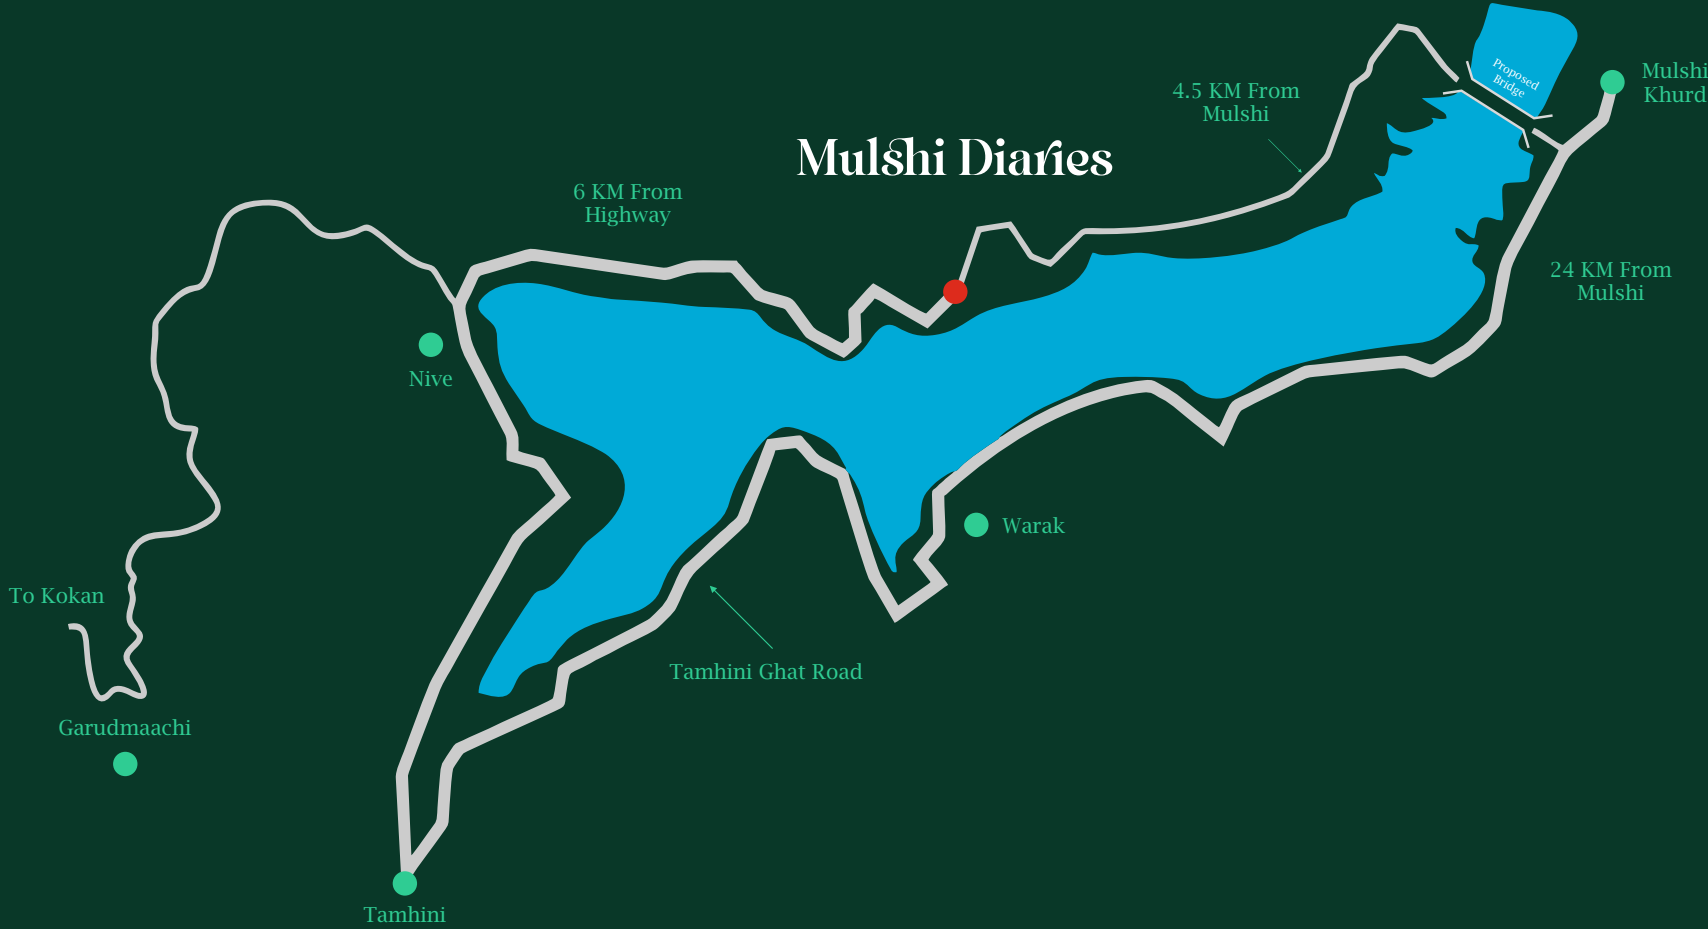 Proposed
Bridge
Mulshi
Khurd
4.5 KM From
Mulshi
Mulshi Diaries
6 KM From
Highway
24 KM From
Mulshi
Nive
Warak
To Kokan
Tamhini Ghat Road
Garudmaachi
Tamhini